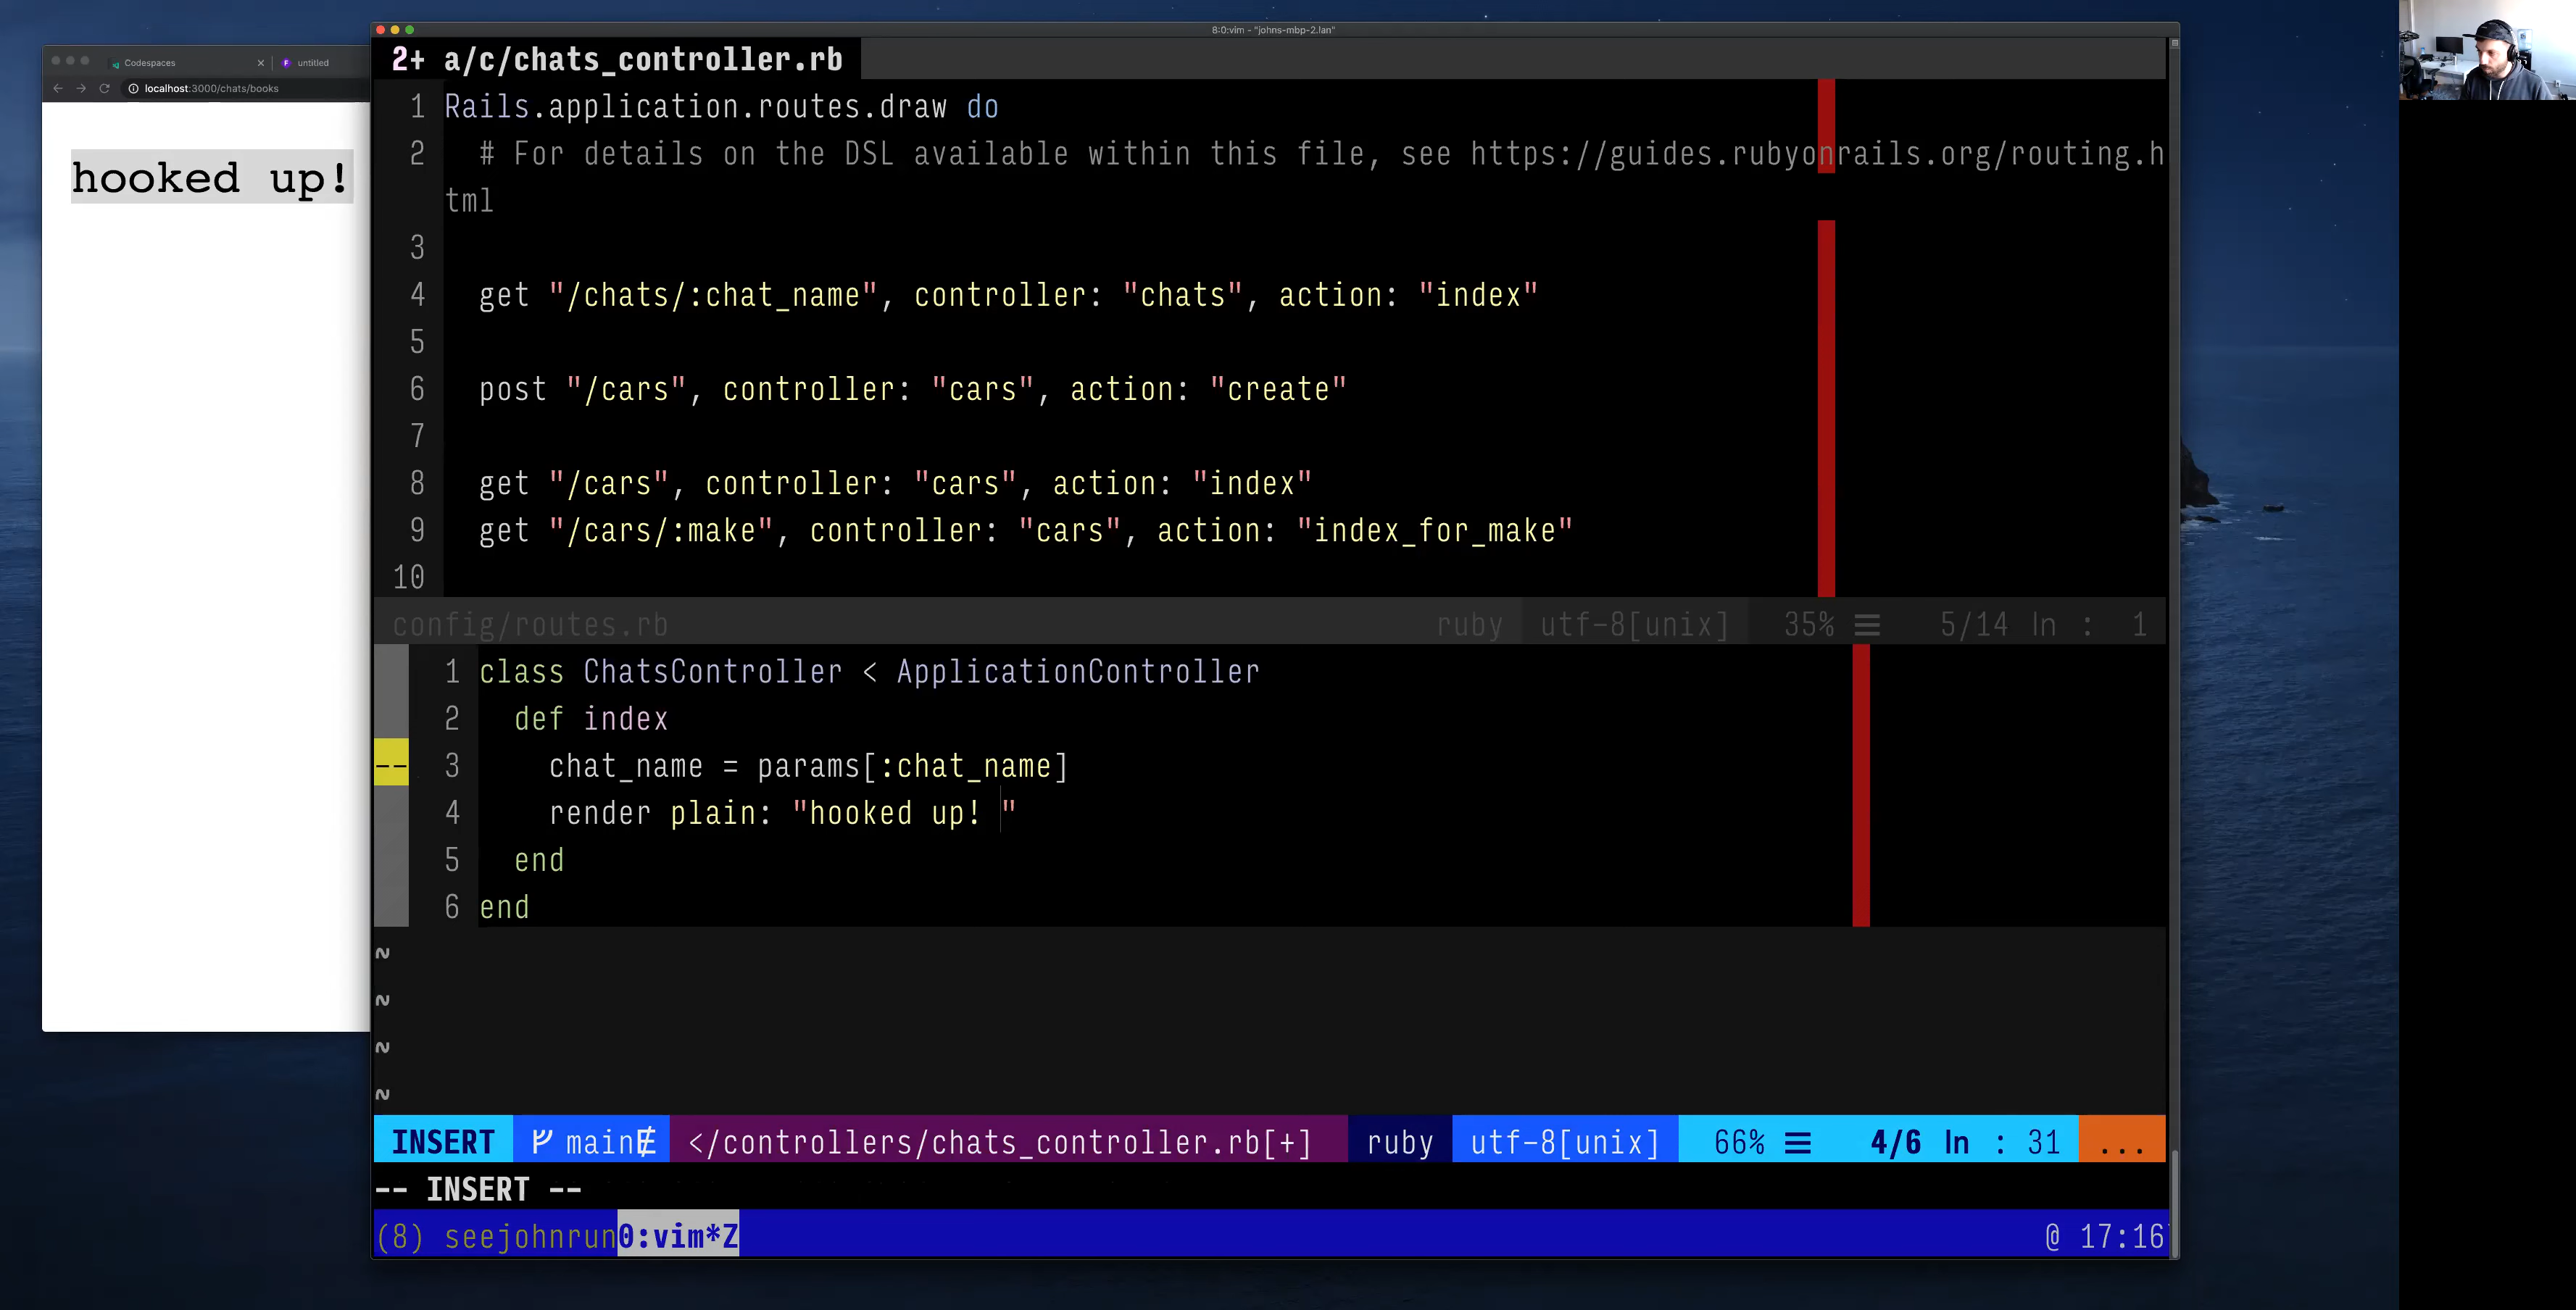 8:0:vim - "johns-mbp-2.lan"
Codespaces
untitled
localhost:3000/chats/books
hooked up!
2+ a/c/chats_controller.rb
1 Rails.application.routes.draw do
2 # For details on the DSL available within this file, see https://guides.rubyonrails.org/routing.h
tml
3
4 get "/chats/:chat_name", controller: "chats", action: "index"
5
6 post "/cars", controller: "cars", action: "create"
7
8 get "/cars", controller: "cars", action: "index"
9 get "/cars/:make", controller: "cars", action: "index_for_make"
10
config/routes.rb ruby utf-8[unix] 35% ☰ 5/14 ln : 1
1 class ChatsController < ApplicationController
2 def index
-- 3 chat_name = params[:chat_name]
4 render plain: "hooked up! "
5 end
6 end
~
~
~
~
INSERT main </controllers/chats_controller.rb[+] ruby utf-8[unix] 66% ☰ 4/6 ln : 31 ...
-- INSERT --
(8) seejohnrun0:vim*Z @ 17:16